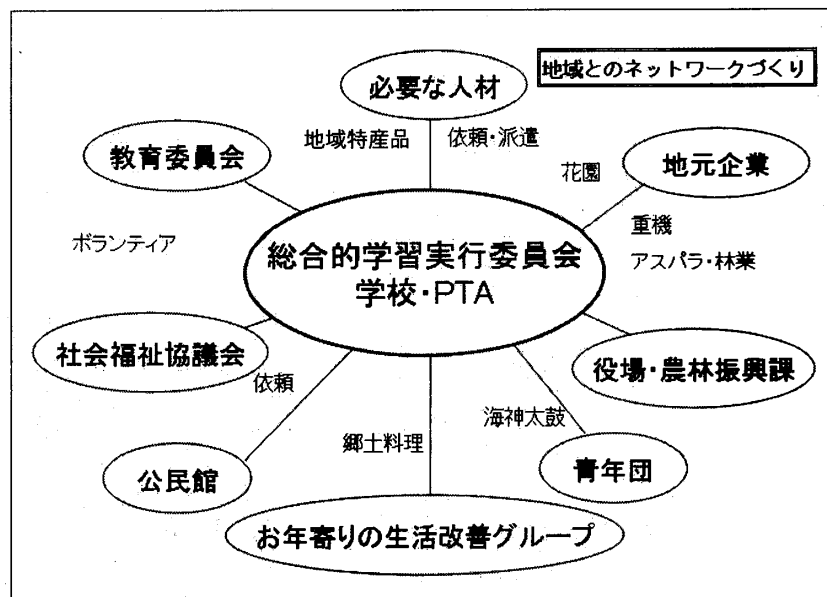 地域とのネットワークづくり
必要な人材
地域特産品
依頼・派遣
教育委員会
花園
地元企業
ボランティア
重機
アスパラ・林業
総合的学習実行委員会
学校・PTA
社会福祉協議会
依頼
役場・農林振興課
海神太鼓
郷土料理
公民館
青年団
お年寄りの生活改善グループ